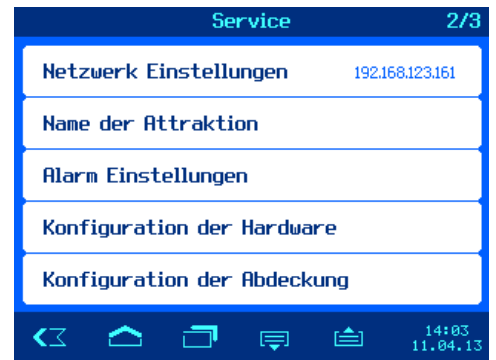 Service 2/3
Netzwerk Einstellungen 192.168.123.161
Name der Attraktion
Alarm Einstellungen
Konfiguration der Hardware
Konfiguration der Abdeckung
14:03
11.04.13